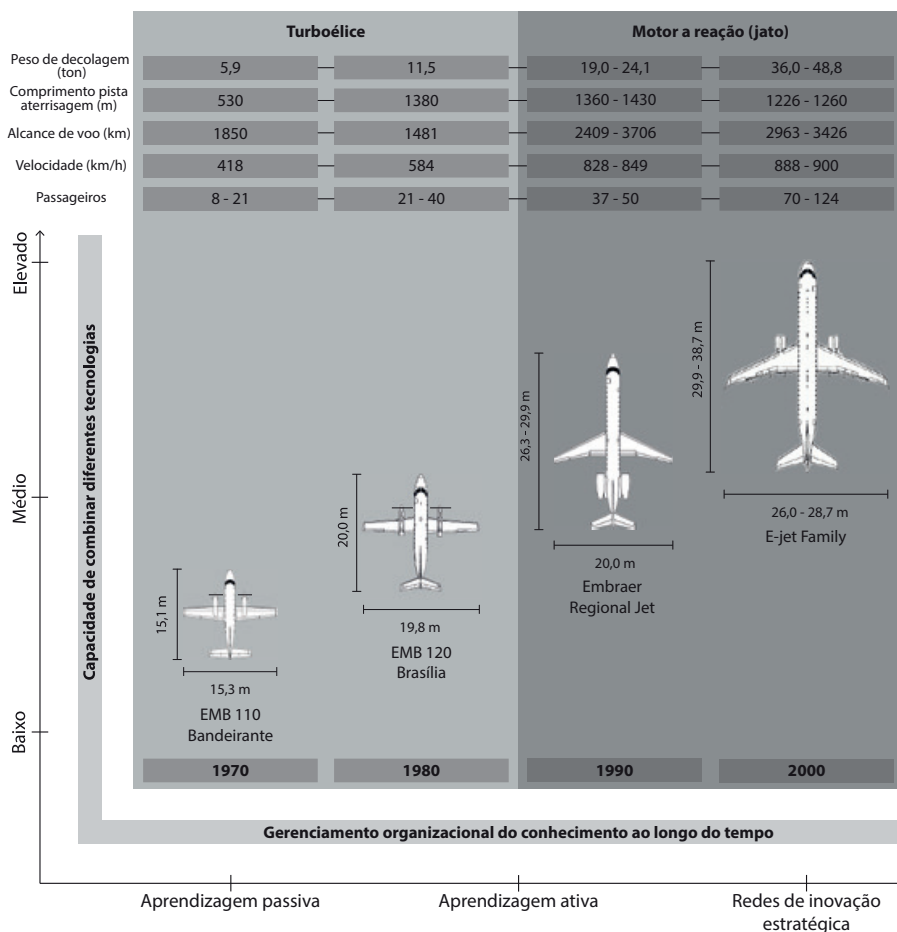 Turboélice
Motor a reação (jato)
Peso de decolagem
(ton)
5,9
11,5
19,0 - 24,1
36,0 - 48,8
Comprimento pista
aterrisagem (m)
530
1380
1360 - 1430
1226 - 1260
Alcance de voo (km)
1850
1481
2409 - 3706
2963 - 3426
Velocidade (km/h)
418
584
828 - 849
888 - 900
Passageiros
8 - 21
21 - 40
37 - 50
70 - 124
Elevado
Médio
Baixo
Capacidade de combinar diferentes tecnologias
15,1 m
15,3 m
EMB 110
Bandeirante
20,0 m
19,8 m
EMB 120
Brasília
26,3 - 29,9 m
20,0 m
Embraer
Regional Jet
29,9 - 38,7 m
26,0 - 28,7 m
E-jet Family
1970
1980
1990
2000
Gerenciamento organizacional do conhecimento ao longo do tempo
Aprendizagem passiva
Aprendizagem ativa
Redes de inovação
estratégica